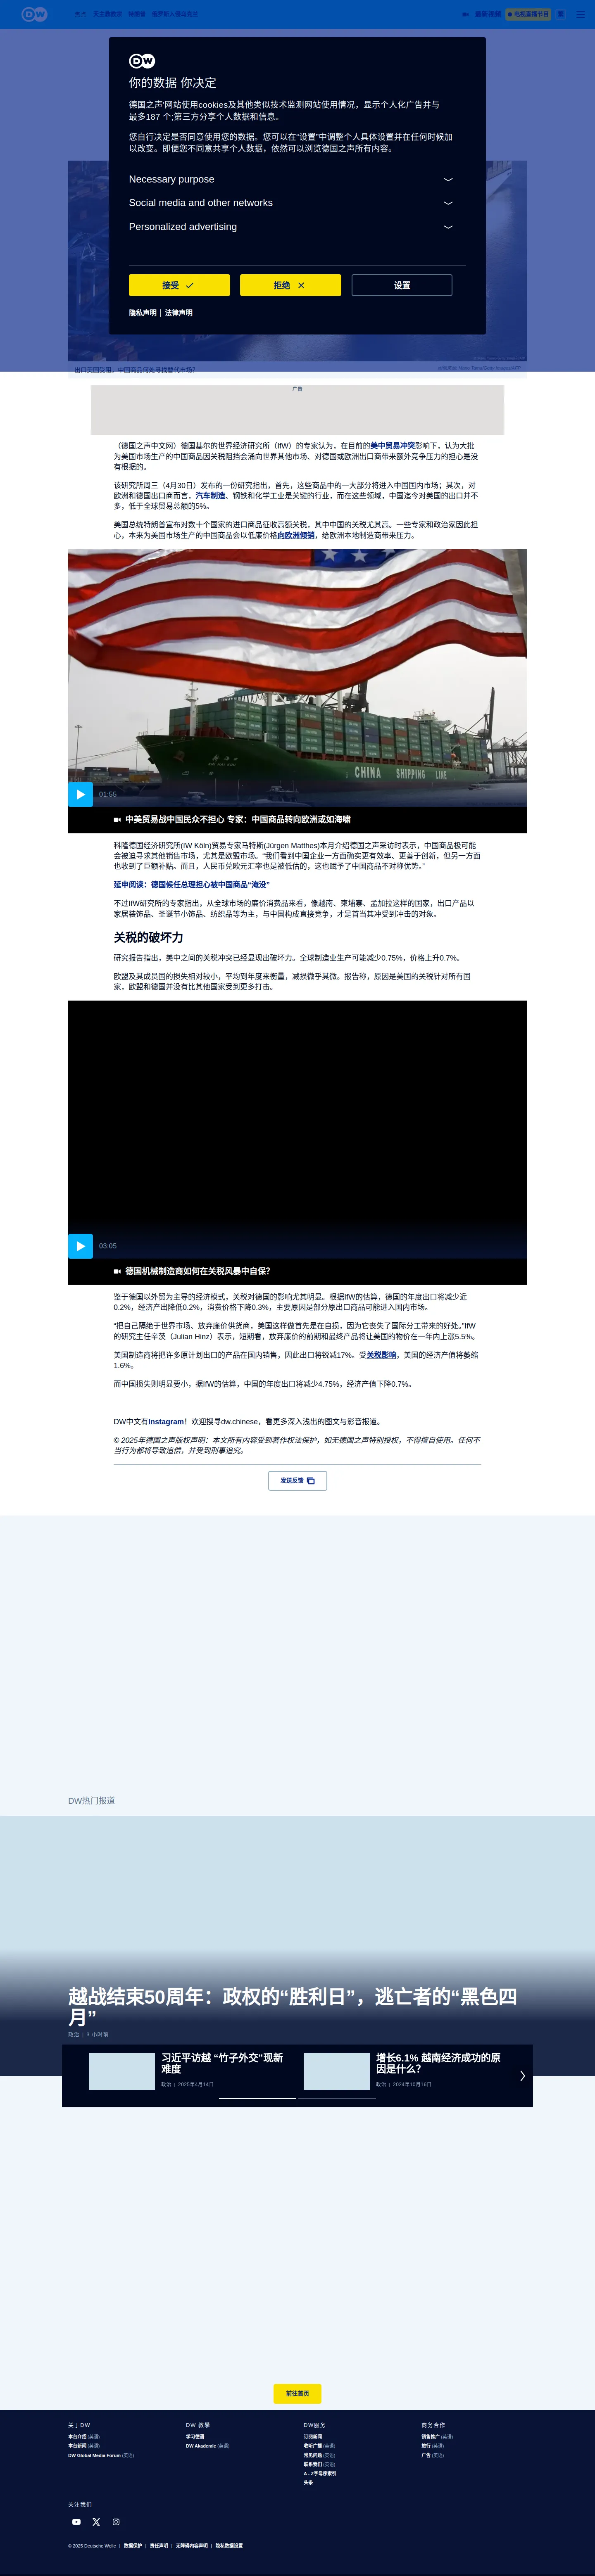 DW
最新视频
电视直播节目
繁
DW
你的数据 你决定
德国之声'网站使用cookies及其他类似技术监测网站使用情况，显示个人化广告并与
最多187 个;第三方分享个人数据和信息。
您自行决定是否同意使用您的数据。您可以在“设置”中调整个人具体设置并在任何时候加
以改变。即便您不同意共享个人数据，依然可以浏览德国之声所有内容。
Necessary purpose
Social media and other networks
Personalized advertising
接受
拒绝
设置
隐私声明 | 法律声明
出口美国受阻，中国商品何处寻找替代市场？
广告
（德国之声中文网）德国基尔的世界经济研究所（IfW）的专家认为，在目前的美中贸易冲突影响下，认为大批
为美国市场生产的中国商品因关税阻挡会涌向世界其他市场、对德国或欧洲出口商带来额外竞争压力的担心是没
有根据的。
该研究所周三（4月30日）发布的一份研究指出，首先，这些商品中的一大部分将进入中国国内市场；其次，对
欧洲和德国出口商而言，汽车制造、钢铁和化学工业是关键的行业，而在这些领域，中国迄今对美国的出口并不
多，低于全球贸易总额的5%。
美国总统特朗普宣布对数十个国家的进口商品征收高额关税，其中中国的关税尤其高。一些专家和政治家因此担
心，本来为美国市场生产的中国商品会以低廉价格向欧洲倾销，给欧洲本地制造商带来压力。
CHINA SHIPPING LINE
01:55
中美贸易战中国民众不担心 专家：中国商品转向欧洲或如海啸
科隆德国经济研究所(IW Köln)贸易专家马特斯(Jürgen Matthes)本月介绍德国之声采访时表示，中国商品极可能
会被迫寻求其他销售市场，尤其是欧盟市场。“我们看到中国企业一方面确实更有效率、更善于创新，但另一方面
也收到了巨额补贴。而且，人民币兑欧元汇率也是被低估的，这也赋予了中国商品不对称优势。”
延申阅读：德国候任总理担心被中国商品“淹没”
不过IfW研究所的专家指出，从全球市场的廉价消费品来看，像越南、柬埔寨、孟加拉这样的国家，出口产品以
家居装饰品、圣诞节小饰品、纺织品等为主，与中国构成直接竞争，才是首当其冲受到冲击的对象。
关税的破坏力
研究报告指出，美中之间的关税冲突已经显现出破坏力。全球制造业生产可能减少0.75%，价格上升0.7%。
欧盟及其成员国的损失相对较小，平均到年度来衡量，减损微乎其微。报告称，原因是美国的关税针对所有国
家，欧盟和德国并没有比其他国家受到更多打击。
03:05
德国机械制造商如何在关税风暴中自保？
鉴于德国以外贸为主导的经济模式，关税对德国的影响尤其明显。根据IfW的估算，德国的年度出口将减少近
0.2%，经济产出降低0.2%，消费价格下降0.3%，主要原因是部分原出口商品可能进入国内市场。
“把自己隔绝于世界市场、放弃廉价供货商，美国这样做首先是在自损，因为它丧失了国际分工带来的好处。”IfW
的研究主任辛茨（Julian Hinz）表示，短期看，放弃廉价的前期和最终产品将让美国的物价在一年内上涨5.5%。
美国制造商将把许多原计划出口的产品在国内销售，因此出口将锐减17%。受关税影响，美国的经济产值将萎缩
1.6%。
而中国损失则明显要小，据IfW的估算，中国的年度出口将减少4.75%，经济产值下降0.7%。
DW中文有Instagram！欢迎搜寻dw.chinese，看更多深入浅出的图文与影音报道。
© 2025年德国之声版权声明：本文所有内容受到著作权法保护，如无德国之声特别授权，不得擅自使用。任何不
当行为都将导致追偿，并受到刑事追究。
发送反馈
DW热门报道
越战结束50周年：政权的“胜利日”，逃亡者的“黑色四
月”
政治 | 3 小时前
习近平访越 “竹子外交”现新
难度
政治 | 2025年4月14日
增长6.1% 越南经济成功的原
因是什么？
政治 | 2024年10月16日
前往首页
关于DW
本台介绍 (英语)
本台新闻 (英语)
DW Global Media Forum (英语)
DW 教学
学习德语
DW Akademie (英语)
DW服务
订阅新闻
收听广播 (英语)
常见问题 (英语)
联系我们 (英语)
A - Z字母序索引
头条
商务合作
销售推广 (英语)
旅行 (英语)
广告 (英语)
关注我们
© 2025 Deutsche Welle | 数据保护 | 责任声明 | 无障碍内容声明 | 隐私数据设置